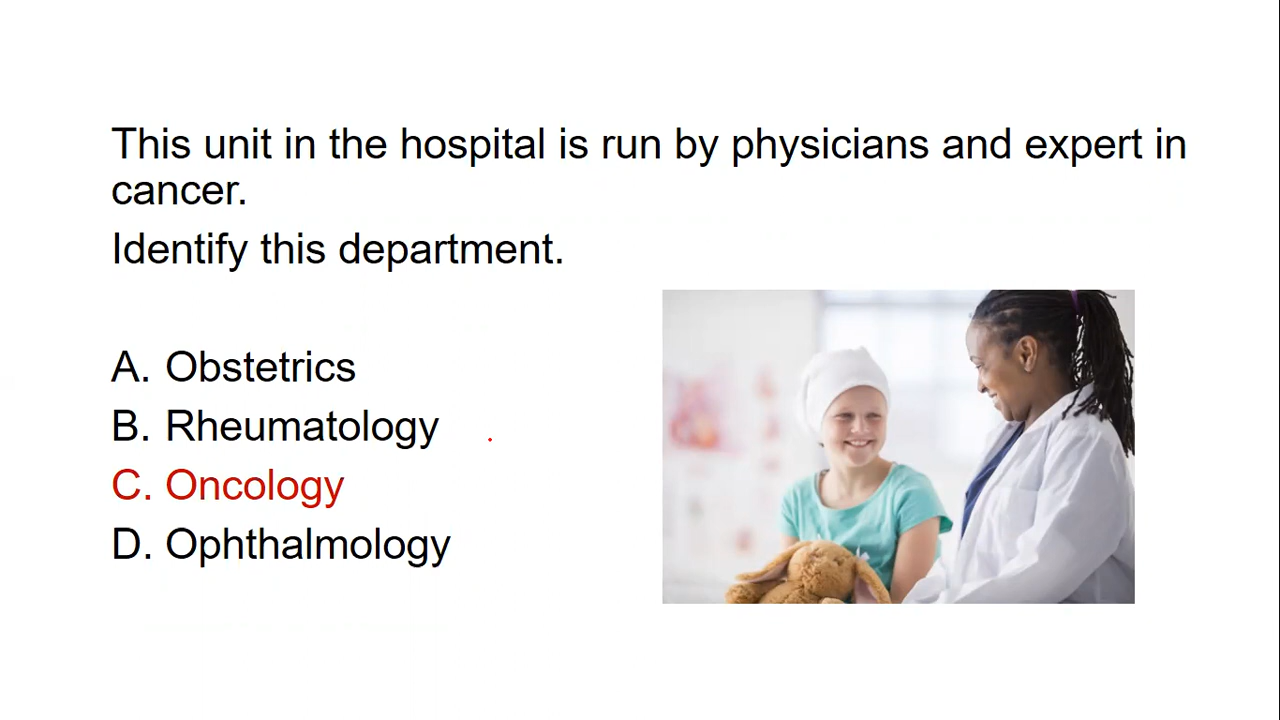 This unit in the hospital is run by physicians and expert in
cancer.
Identify this department.
A. Obstetrics
B. Rheumatology
C. Oncology
D. Ophthalmology